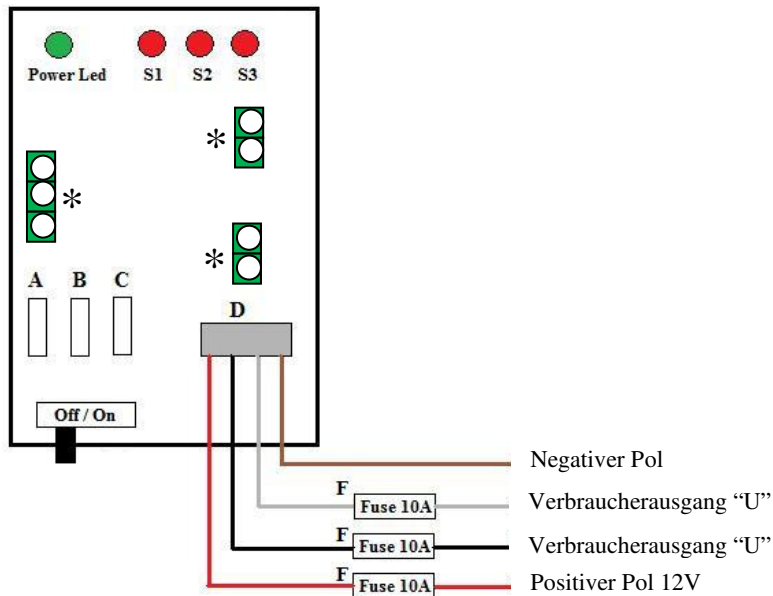 Power Led S1 S2 S3
*
*
*
A B C
D
Off / On
Negativer Pol
F Fuse 10A Verbraucherausgang “U”
F Fuse 10A Verbraucherausgang “U”
F Fuse 10A Positiver Pol 12V